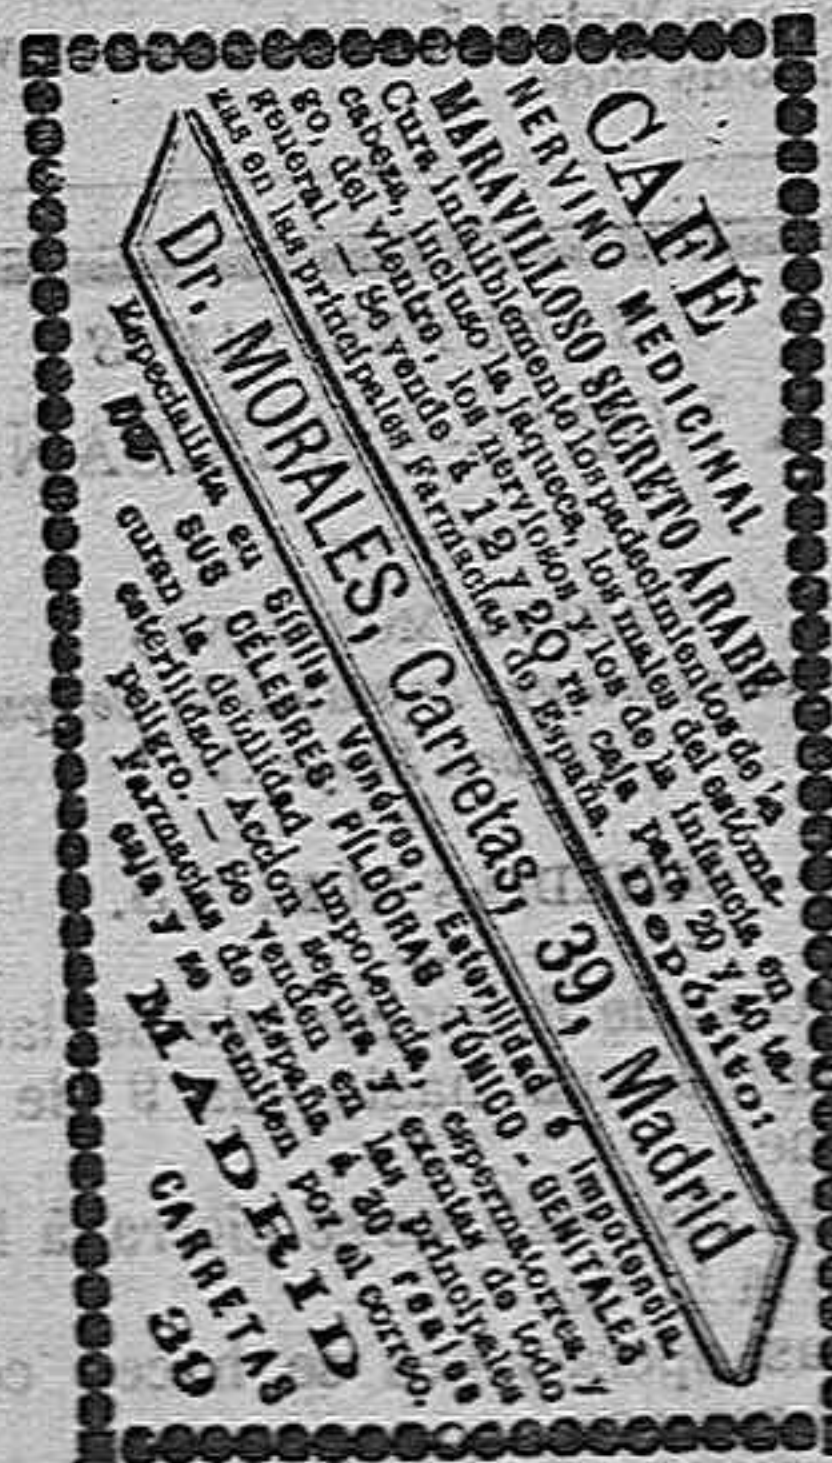 CAFÉ
NERVINO MEDICINAL
MARAVILLOSO SECRETO ÁRABE
Cura infaliblemente los padecimientos de la
cabeza, incluso la jaqueca, los males del estóma-
go, del vientre, los nerviosos y los de la infancia en
general. — Se vende á 12 y 20 rs. caja para 20 y 40 ta-
zas en las principales Farmacias de España. Depósito:
Dr. MORALES, Carretas, 39, Madrid
Especialista en Sífilis, Venéreo, Esterilidad é Impotencia
SUS CÉLEBRES PÍLDORAS TÓNICO-GENITALES
curan la debilidad, impotencia, espermatorrea y
esterilidad. Accion segura y exentas de todo
peligro. — Se venden en las principales
Farmacias de España á 30 reales
caja y se remiten por el correo.
MADRID
CARRETAS
39